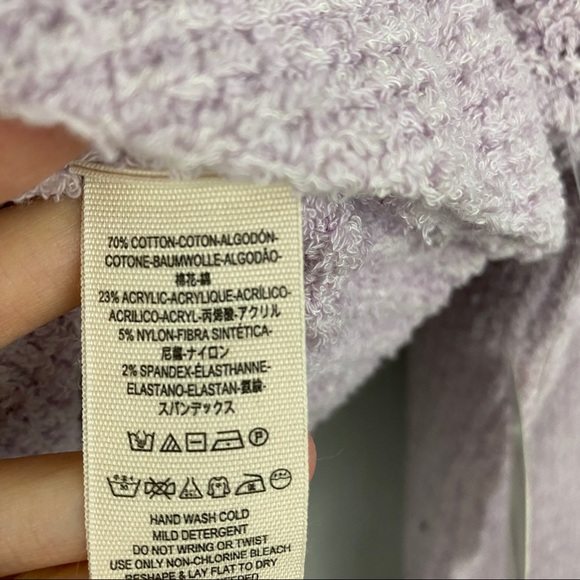 70% COTTON-COTON-ALGODÓN-
COTONE-BAUMWOLLE-ALGODÃO-
棉花-綿
23% ACRYLIC-ACRYLIQUE-ACRÍLICO-
ACRILICO-ACRYL-丙烯酸-アクリル
5% NYLON-FIBRA SINTÉTICA-
尼龍-ナイロン
2% SPANDEX-ÉLASTHANNE-
ELASTANO-ELASTAN-氨綸-
スパンデックス
HAND WASH COLD
MILD DETERGENT
DO NOT WRING OR TWIST
USE ONLY NON-CHLORINE BLEACH
RESHAPE & LAY FLAT TO DRY